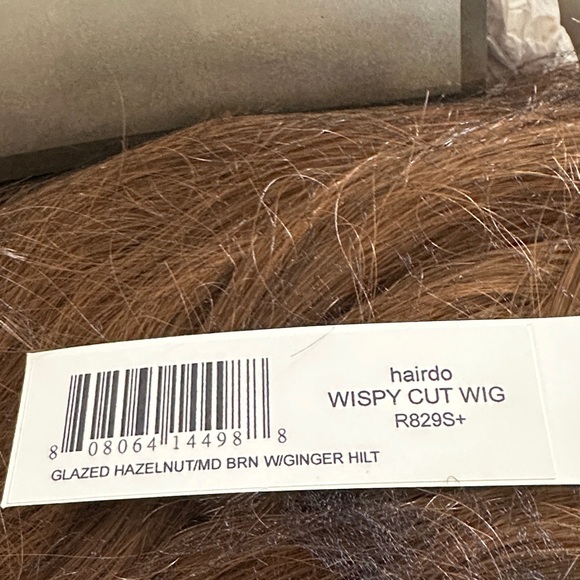 hairdo
WISPY CUT WIG
R829S+
8 08064 14498 8
GLAZED HAZELNUT/MD BRN W/GINGER HILT